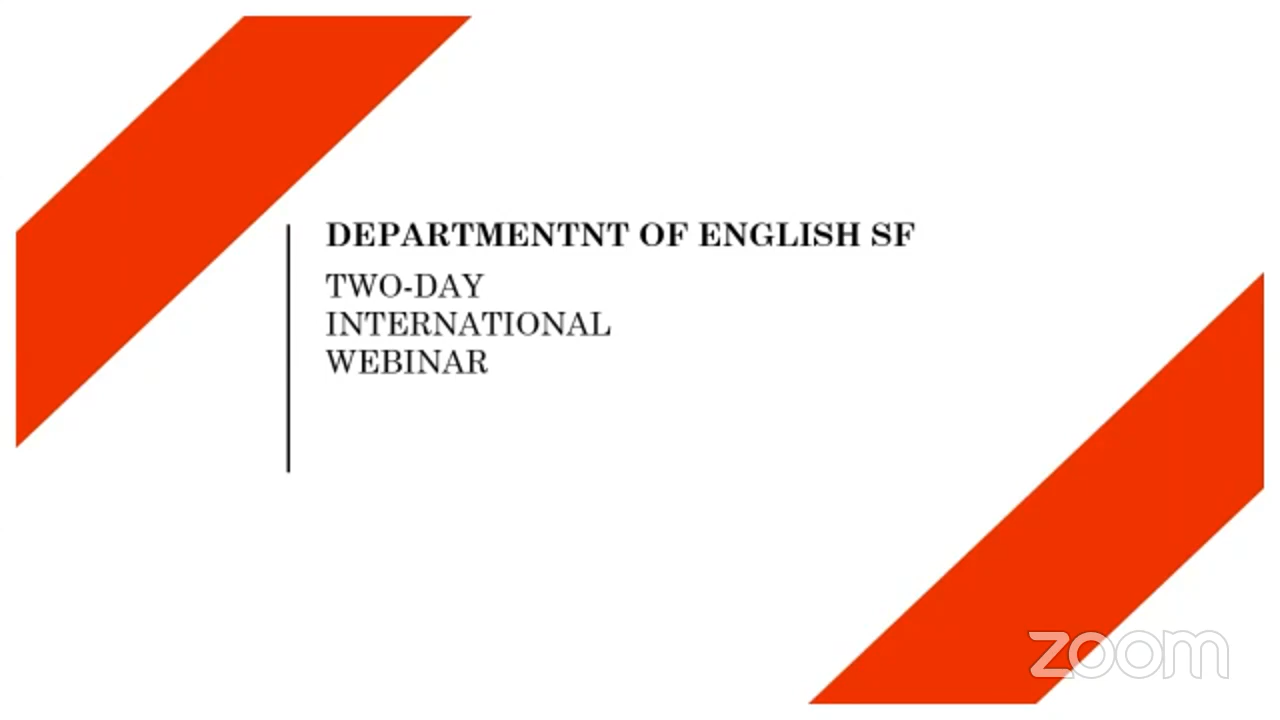 DEPARTMENTNT OF ENGLISH SF
TWO-DAY
INTERNATIONAL
WEBINAR
zoom